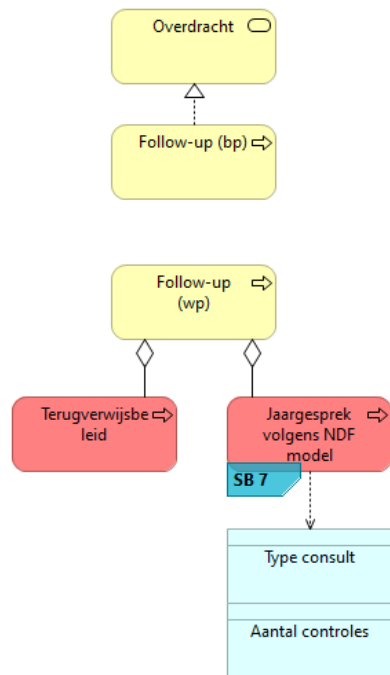 Overdracht
Follow-up (bp)
Follow-up
(wp)
Terugverwijsbe
leid
Jaargesprek
volgens NDF
model
SB 7
Type consult
Aantal controles